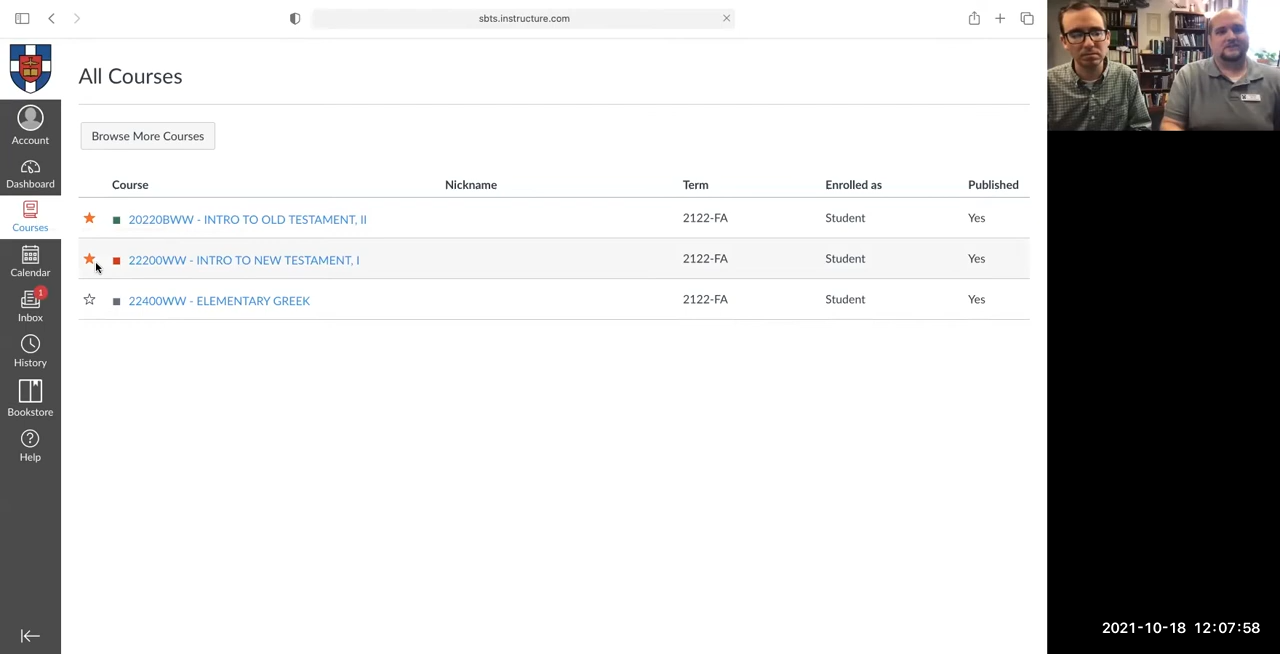 sbts.instructure.com
All Courses
Account
Browse More Courses
Dashboard
Course Nickname Term Enrolled as Published
20220BWW - INTRO TO OLD TESTAMENT, II 2122-FA Student Yes
Courses
22200WW - INTRO TO NEW TESTAMENT, I 2122-FA Student Yes
Calendar
22400WW - ELEMENTARY GREEK 2122-FA Student Yes
1
Inbox
History
Bookstore
Help
2021-10-18 12:07:58